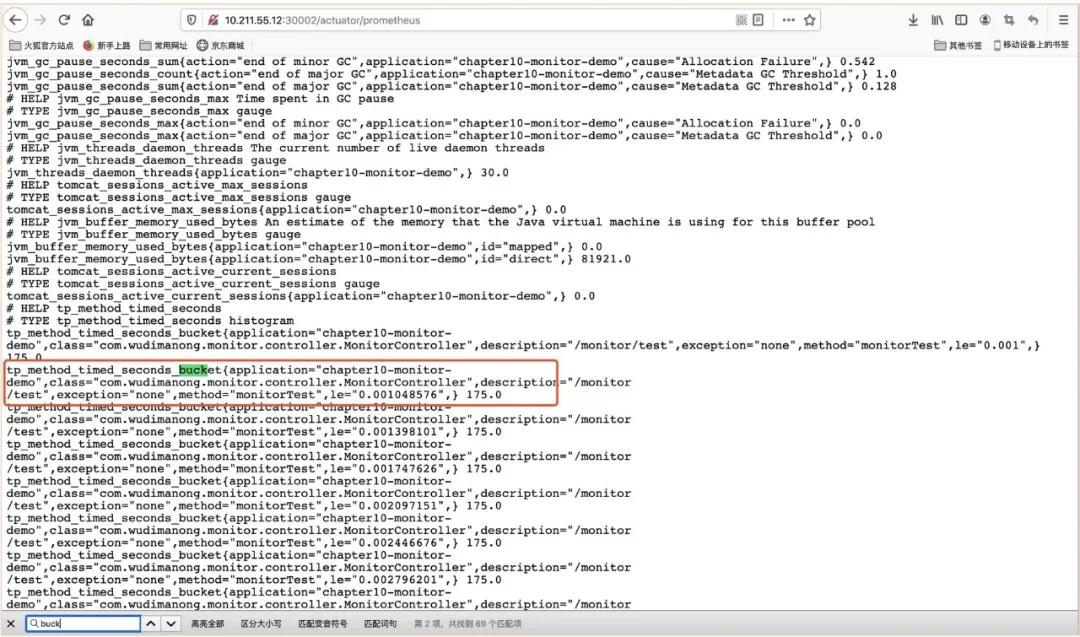 10.211.55.12:30002/actuator/prometheus
火狐官方站点 新手上路 常用网址 京东商城 其他书签 移动设备上的书签
jvm_gc_pause_seconds_sum{action="end of minor GC",application="chapter10-monitor-demo",cause="Allocation Failure",} 0.542
jvm_gc_pause_seconds_count{action="end of major GC",application="chapter10-monitor-demo",cause="Metadata GC Threshold",} 1.0
jvm_gc_pause_seconds_sum{action="end of major GC",application="chapter10-monitor-demo",cause="Metadata GC Threshold",} 0.128
# HELP jvm_gc_pause_seconds_max Time spent in GC pause
# TYPE jvm_gc_pause_seconds_max gauge
jvm_gc_pause_seconds_max{action="end of minor GC",application="chapter10-monitor-demo",cause="Allocation Failure",} 0.0
jvm_gc_pause_seconds_max{action="end of major GC",application="chapter10-monitor-demo",cause="Metadata GC Threshold",} 0.0
# HELP jvm_threads_daemon_threads The current number of live daemon threads
# TYPE jvm_threads_daemon_threads gauge
jvm_threads_daemon_threads{application="chapter10-monitor-demo",} 30.0
# HELP tomcat_sessions_active_max_sessions
# TYPE tomcat_sessions_active_max_sessions gauge
tomcat_sessions_active_max_sessions{application="chapter10-monitor-demo",} 0.0
# HELP jvm_buffer_memory_used_bytes An estimate of the memory that the Java virtual machine is using for this buffer pool
# TYPE jvm_buffer_memory_used_bytes gauge
jvm_buffer_memory_used_bytes{application="chapter10-monitor-demo",id="mapped",} 0.0
jvm_buffer_memory_used_bytes{application="chapter10-monitor-demo",id="direct",} 81921.0
# HELP tomcat_sessions_active_current_sessions
# TYPE tomcat_sessions_active_current_sessions gauge
tomcat_sessions_active_current_sessions{application="chapter10-monitor-demo",} 0.0
# HELP tp_method_timed_seconds
# TYPE tp_method_timed_seconds histogram
tp_method_timed_seconds_bucket{application="chapter10-monitor-
demo",class="com.wudimanong.monitor.controller.MonitorController",description="/monitor/test",exception="none",method="monitorTest",le="0.001",}
175.0
tp_method_timed_seconds_bucket{application="chapter10-monitor-
demo",class="com.wudimanong.monitor.controller.MonitorController",description="/monitor
/test",exception="none",method="monitorTest",le="0.001048576",} 175.0
tp_method_timed_seconds_bucket{application="chapter10-monitor-
demo",class="com.wudimanong.monitor.controller.MonitorController",description="/monitor
/test",exception="none",method="monitorTest",le="0.001398101",} 175.0
tp_method_timed_seconds_bucket{application="chapter10-monitor-
demo",class="com.wudimanong.monitor.controller.MonitorController",description="/monitor
/test",exception="none",method="monitorTest",le="0.001747626",} 175.0
tp_method_timed_seconds_bucket{application="chapter10-monitor-
demo",class="com.wudimanong.monitor.controller.MonitorController",description="/monitor
/test",exception="none",method="monitorTest",le="0.002097151",} 175.0
tp_method_timed_seconds_bucket{application="chapter10-monitor-
demo",class="com.wudimanong.monitor.controller.MonitorController",description="/monitor
/test",exception="none",method="monitorTest",le="0.002446676",} 175.0
tp_method_timed_seconds_bucket{application="chapter10-monitor-
demo",class="com.wudimanong.monitor.controller.MonitorController",description="/monitor
/test",exception="none",method="monitorTest",le="0.002796201",} 175.0
tp_method_timed_seconds_bucket{application="chapter10-monitor-
demo",class="com.wudimanong.monitor.controller.MonitorController",description="/monitor
buck 高亮全部 区分大小写 匹配变音符号 匹配词句 第 2 项，共找到 69 个匹配项